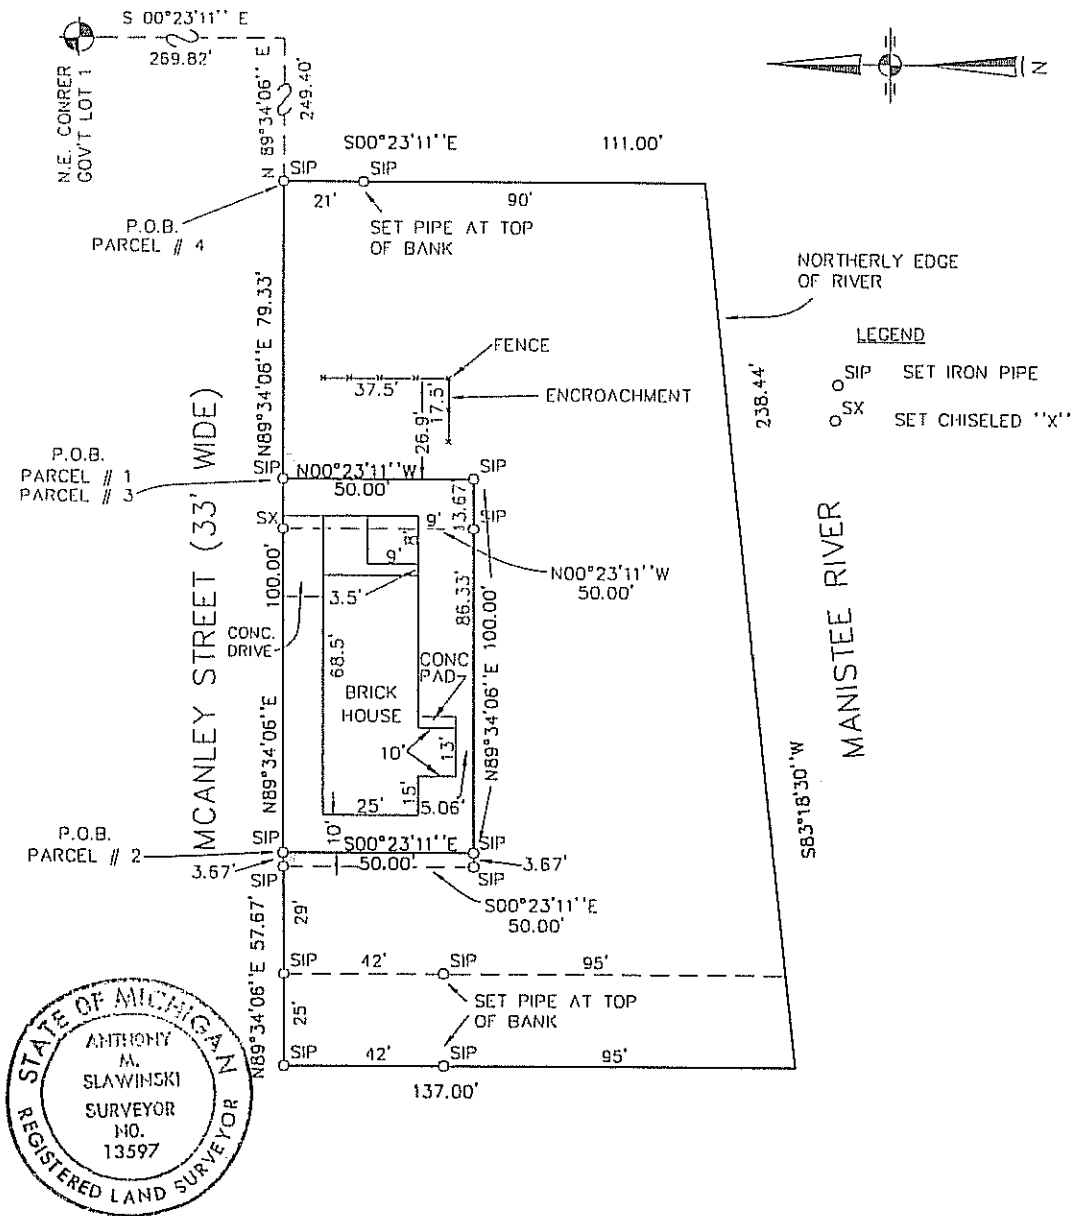 S 00°23'11'' E
269.82'
N.E. CONRER
GOV'T LOT 1
N 89°34'06'' E
249.40'
N
S00°23'11''E
111.00'
SIP
SIP
21'
90'
P.O.B.
PARCEL # 4
SET PIPE AT TOP
OF BANK
NORTHERLY EDGE
OF RIVER
LEGEND
SIP SET IRON PIPE
SX SET CHISELED ''X''
N89°34'06''E 79.33'
FENCE
37.5'
17.5'
26.9'
ENCROACHMENT
238.44'
MCANLEY STREET (33' WIDE)
P.O.B.
PARCEL # 1
PARCEL # 3
SIP
N00°23'11''W
50.00'
SIP
13.67'
SX
9'
8'
SIP
9'
N00°23'11''W
50.00'
100.00'
3.5'
86.33'
N89°34'06''E 100.00'
CONC.
DRIVE
68.5'
CONC
PAD
BRICK
HOUSE
10'
13'
MANISTEE RIVER
N89°34'06''E
25'
15'
5.06'
10'
S83°18'30''W
P.O.B.
PARCEL # 2
SIP
S00°23'11''E
50.00'
SIP
3.67'
3.67'
SIP
SIP
S00°23'11''E
50.00'
N89°34'06''E 57.67'
29'
SIP
42'
SIP
95'
SET PIPE AT TOP
OF BANK
25'
SIP
42'
SIP
95'
137.00'
STATE OF MICHIGAN
ANTHONY
M.
SLAWINSKI
SURVEYOR
NO.
13597
REGISTERED LAND SURVEYOR